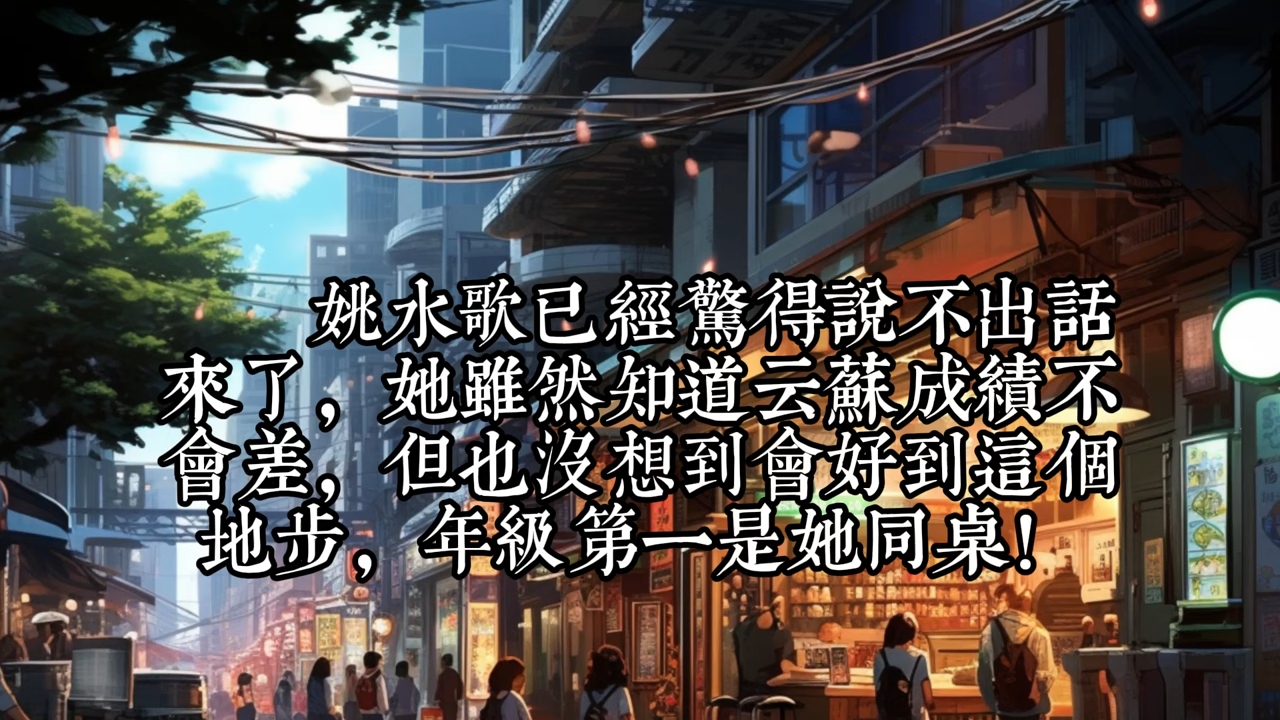 姚水歌已經驚得說不出話
來了，她雖然知道云蘇成績不
會差，但也沒想到會好到這個
地步，年級第一是她同桌！